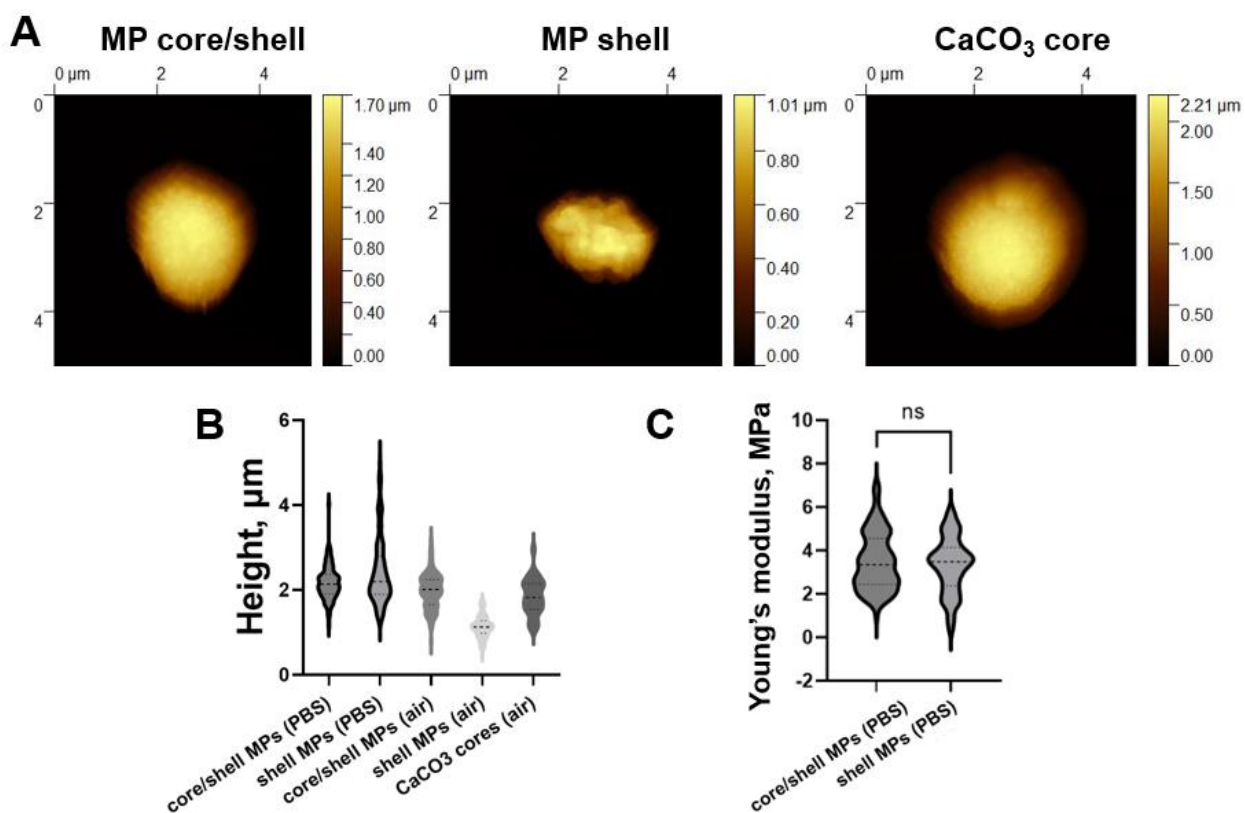 A
MP core/shell
MP shell
CaCO3 core
0 µm 2 4
0 µm 2 4
0 µm 2 4
0
2
4
1.70 µm
1.40
1.20
1.00
0.80
0.60
0.40
0.00
0
2
4
1.01 µm
0.80
0.60
0.40
0.20
0.00
0
2
4
2.21 µm
2.00
1.50
1.00
0.50
0.00
B
Height, µm
6
4
2
0
core/shell MPs (PBS)
shell MPs (PBS)
core/shell MPs (air)
shell MPs (air)
CaCO3 cores (air)
C
Young's modulus, MPa
10
8
6
4
2
0
-2
ns
core/shell MPs (PBS)
shell MPs (PBS)